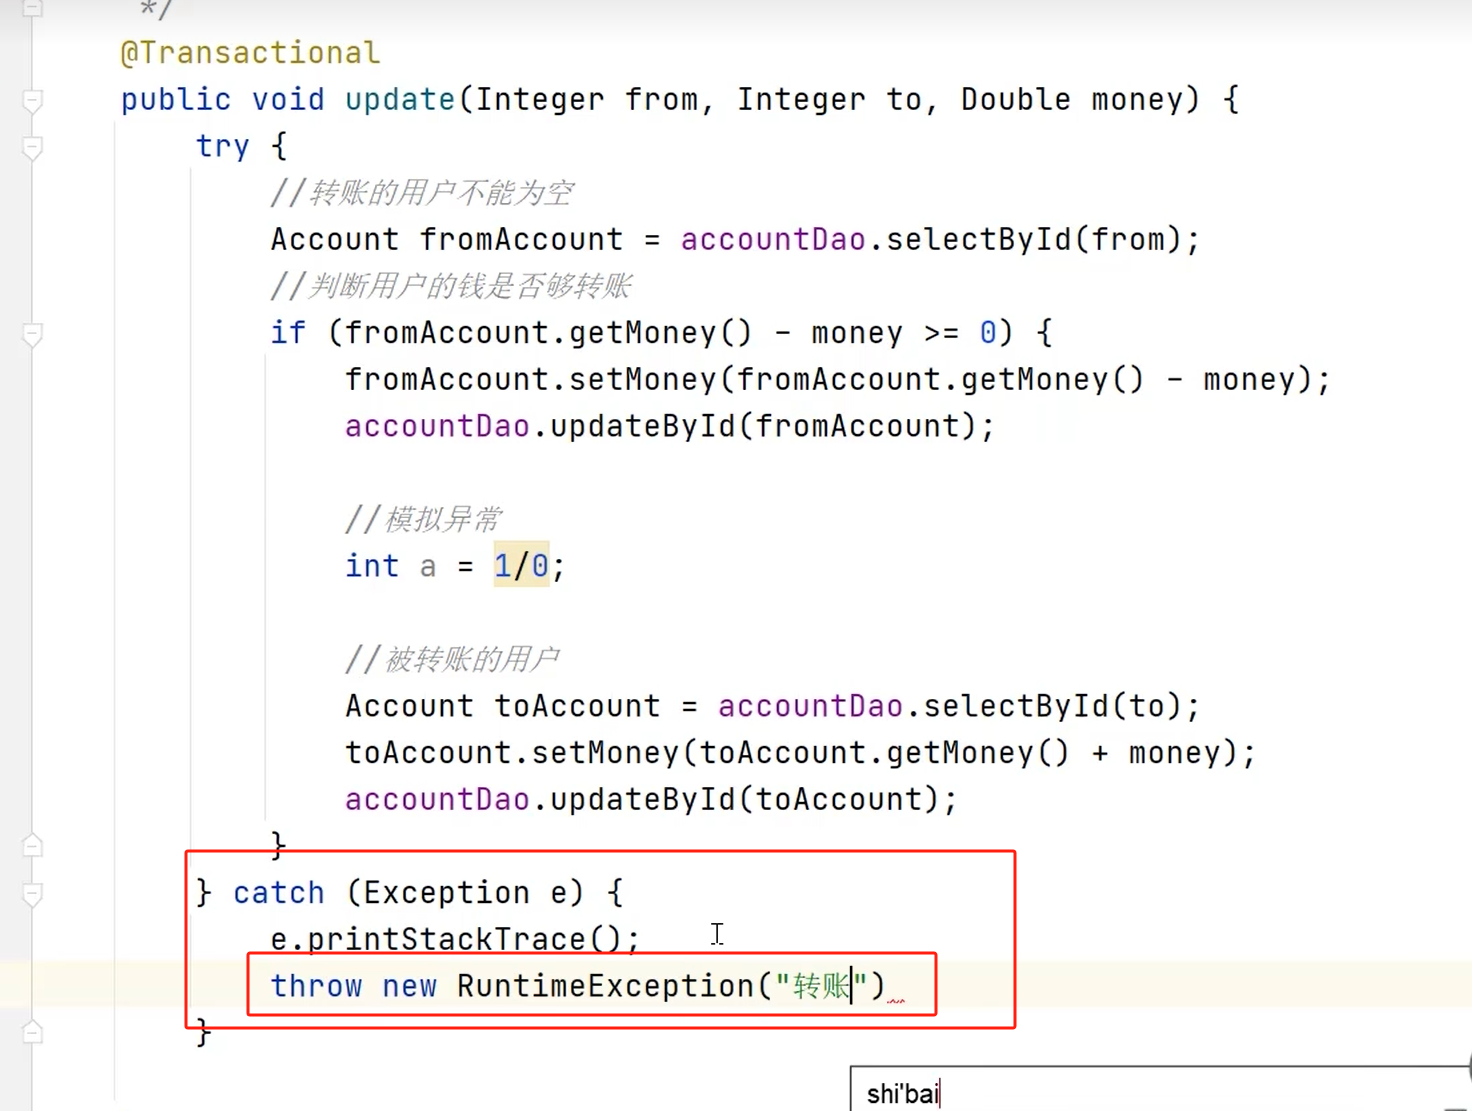 */
@Transactional
public void update(Integer from, Integer to, Double money) {
try {
//转账的用户不能为空
Account fromAccount = accountDao.selectById(from);
//判断用户的钱是否够转账
if (fromAccount.getMoney() - money >= 0) {
fromAccount.setMoney(fromAccount.getMoney() - money);
accountDao.updateById(fromAccount);
//模拟异常
int a = 1/0;
//被转账的用户
Account toAccount = accountDao.selectById(to);
toAccount.setMoney(toAccount.getMoney() + money);
accountDao.updateById(toAccount);
}
} catch (Exception e) {
e.printStackTrace();
throw new RuntimeException("转账")
}
shi'bai